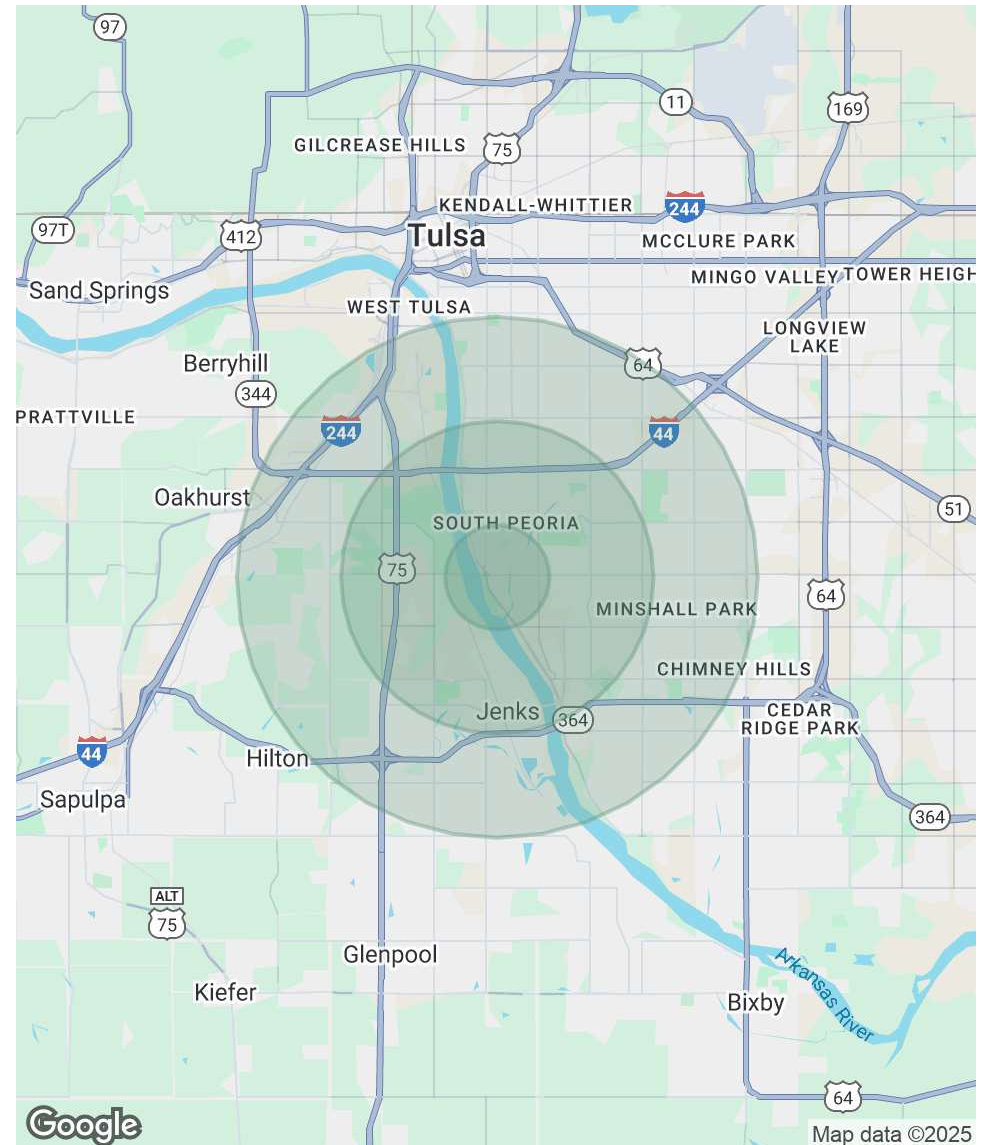 97
11
169
GILCREASE HILLS
75
KENDALL-WHITTIER
244
97T
412
Tulsa
MCCLURE PARK
MINGO VALLEY
TOWER HEIGH
Sand Springs
WEST TULSA
LONGVIEW
LAKE
Berryhill
64
344
PRATTVILLE
244
44
Oakhurst
51
SOUTH PEORIA
75
64
MINSHALL PARK
CHIMNEY HILLS
Jenks
364
CEDAR
RIDGE PARK
44
Hilton
Sapulpa
364
ALT
75
Glenpool
Kiefer
Bixby
Arkansas River
64
Google
Map data ©2025